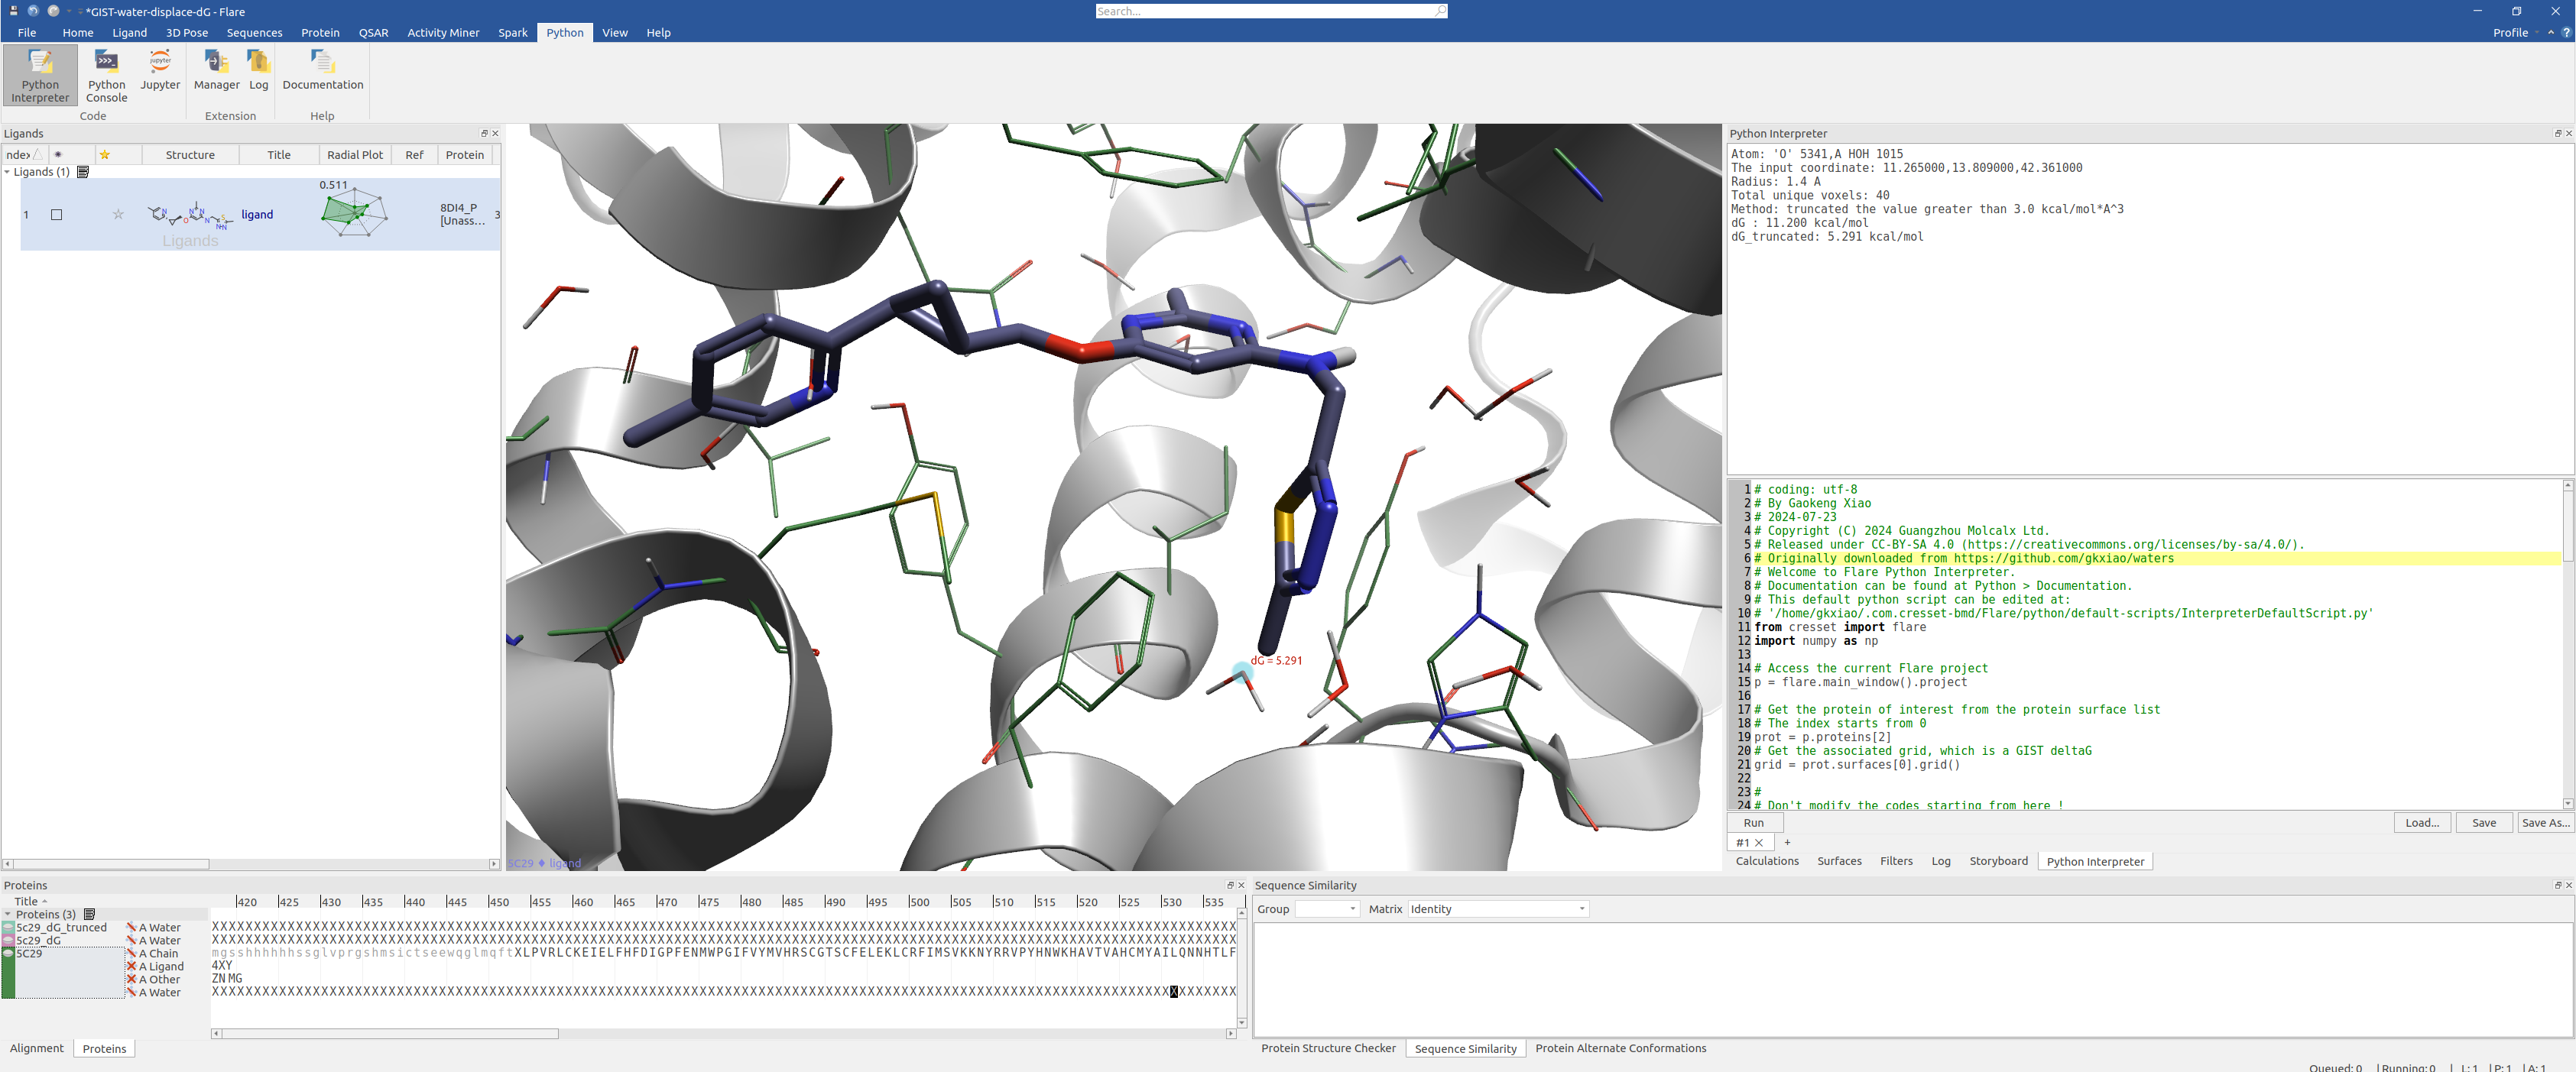 *GIST-water-displace-dG - Flare
Search...
File Home Ligand 3D Pose Sequences Protein QSAR Activity Miner Spark Python View Help
Profile
Python Interpreter
Python Console
Jupyter
Manager
Log
Documentation
Code
Extension
Help
Ligands
ndex Structure Title Radial Plot Ref Protein
Ligands (1)
0.511
1
ligand
8DI4_P
[Unass...
3
Ligands
dG = 5.291
5C29 ♦ ligand
Python Interpreter
Atom: 'O' 5341,A HOH 1015
The input coordinate: 11.265000,13.809000,42.361000
Radius: 1.4 A
Total unique voxels: 40
Method: truncated the value greater than 3.0 kcal/mol*A^3
dG : 11.200 kcal/mol
dG_truncated: 5.291 kcal/mol
1 # coding: utf-8
2 # By Gaokeng Xiao
3 # 2024-07-23
4 # Copyright (C) 2024 Guangzhou Molcalx Ltd.
5 # Released under CC-BY-SA 4.0 (https://creativecommons.org/licenses/by-sa/4.0/).
6 # Originally downloaded from https://github.com/gkxiao/waters
7 # Welcome to Flare Python Interpreter.
8 # Documentation can be found at Python > Documentation.
9 # This default python script can be edited at:
10 # '/home/gkxiao/.com.cresset-bmd/Flare/python/default-scripts/InterpreterDefaultScript.py'
11 from cresset import flare
12 import numpy as np
13
14 # Access the current Flare project
15 p = flare.main_window().project
16
17 # Get the protein of interest from the protein surface list
18 # The index starts from 0
19 prot = p.proteins[2]
20 # Get the associated grid, which is a GIST deltaG
21 grid = prot.surfaces[0].grid()
22
23 #
24 # Don't modify the codes starting from here !
Run Load... Save Save As...
#1 +
Calculations Surfaces Filters Log Storyboard Python Interpreter
Proteins
Title 420 425 430 435 440 445 450 455 460 465 470 475 480 485 490 495 500 505 510 515 520 525 530 535
Proteins (3)
5c29_dG_trunced A Water
5c29_dG A Water
5C29 A Chain mgsshhhhhhssglvprgshmsictseewqglmqftXLPVRLCKEIELFHFDIGPFENMWPGIFVYMVHRSCGTSCFELEKLCRFIMSVKKNYRRVPYHNWKHAVTVAHCMYAILQNNHTLF
A Ligand 4XY
A Other ZN MG
A Water
Alignment Proteins
Sequence Similarity
Group Matrix Identity
Protein Structure Checker Sequence Similarity Protein Alternate Conformations
Queued: 0 | Running: 0 | L: 1 | P: 1 | A: 1